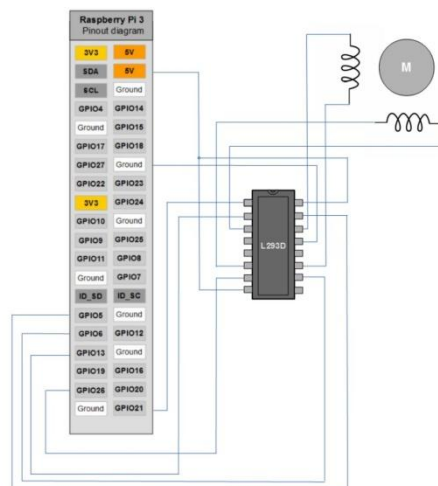 Raspberry Pi 3
Pinout diagram
3V3 5V
SDA 5V
SCL Ground
GPIO4 GPIO14
Ground GPIO15
GPIO17 GPIO18
GPIO27 Ground
GPIO22 GPIO23
3V3 GPIO24
GPIO10 Ground
GPIO9 GPIO25
GPIO11 GPIO8
Ground GPIO7
ID_SD ID_SC
GPIO5 Ground
GPIO6 GPIO12
GPIO13 Ground
GPIO19 GPIO16
GPIO26 GPIO20
Ground GPIO21
M
L293D